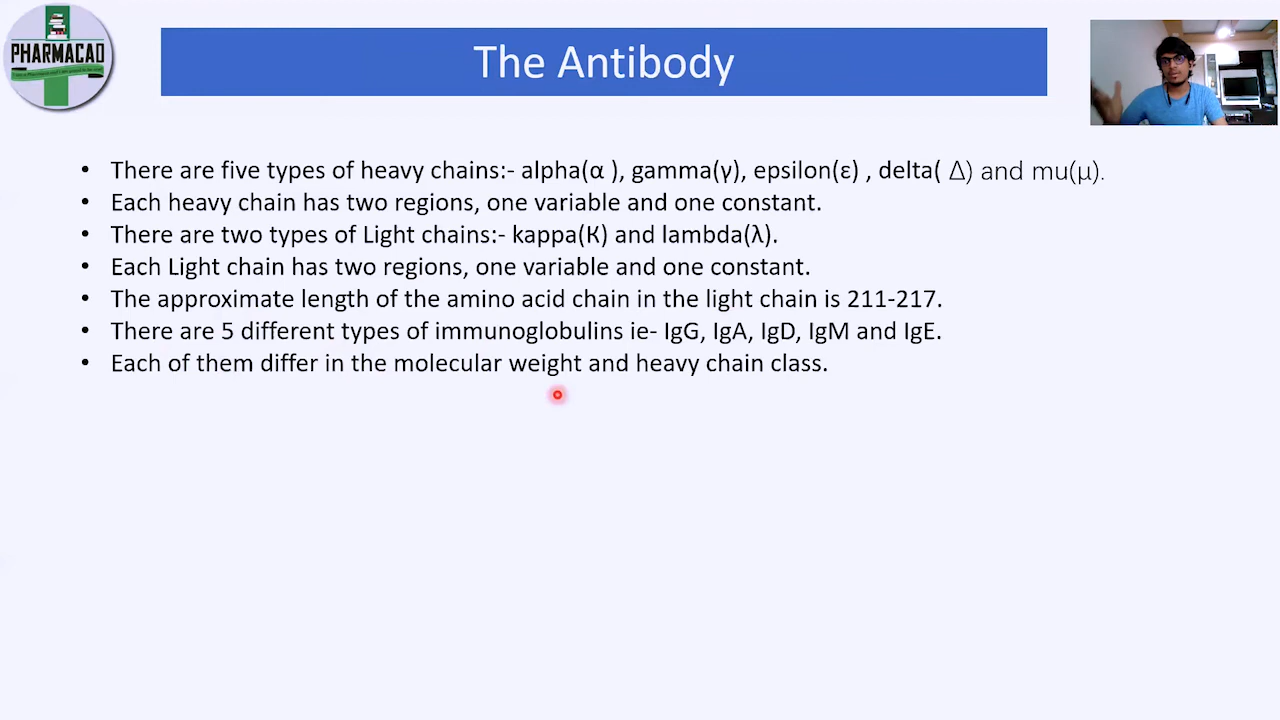 PHARMACAD
The Antibody
• There are five types of heavy chains:- alpha(α ), gamma(γ), epsilon(ε) , delta( Δ) and mu(μ).
• Each heavy chain has two regions, one variable and one constant.
• There are two types of Light chains:- kappa(К) and lambda(λ).
• Each Light chain has two regions, one variable and one constant.
• The approximate length of the amino acid chain in the light chain is 211-217.
• There are 5 different types of immunoglobulins ie- IgG, IgA, IgD, IgM and IgE.
• Each of them differ in the molecular weight and heavy chain class.